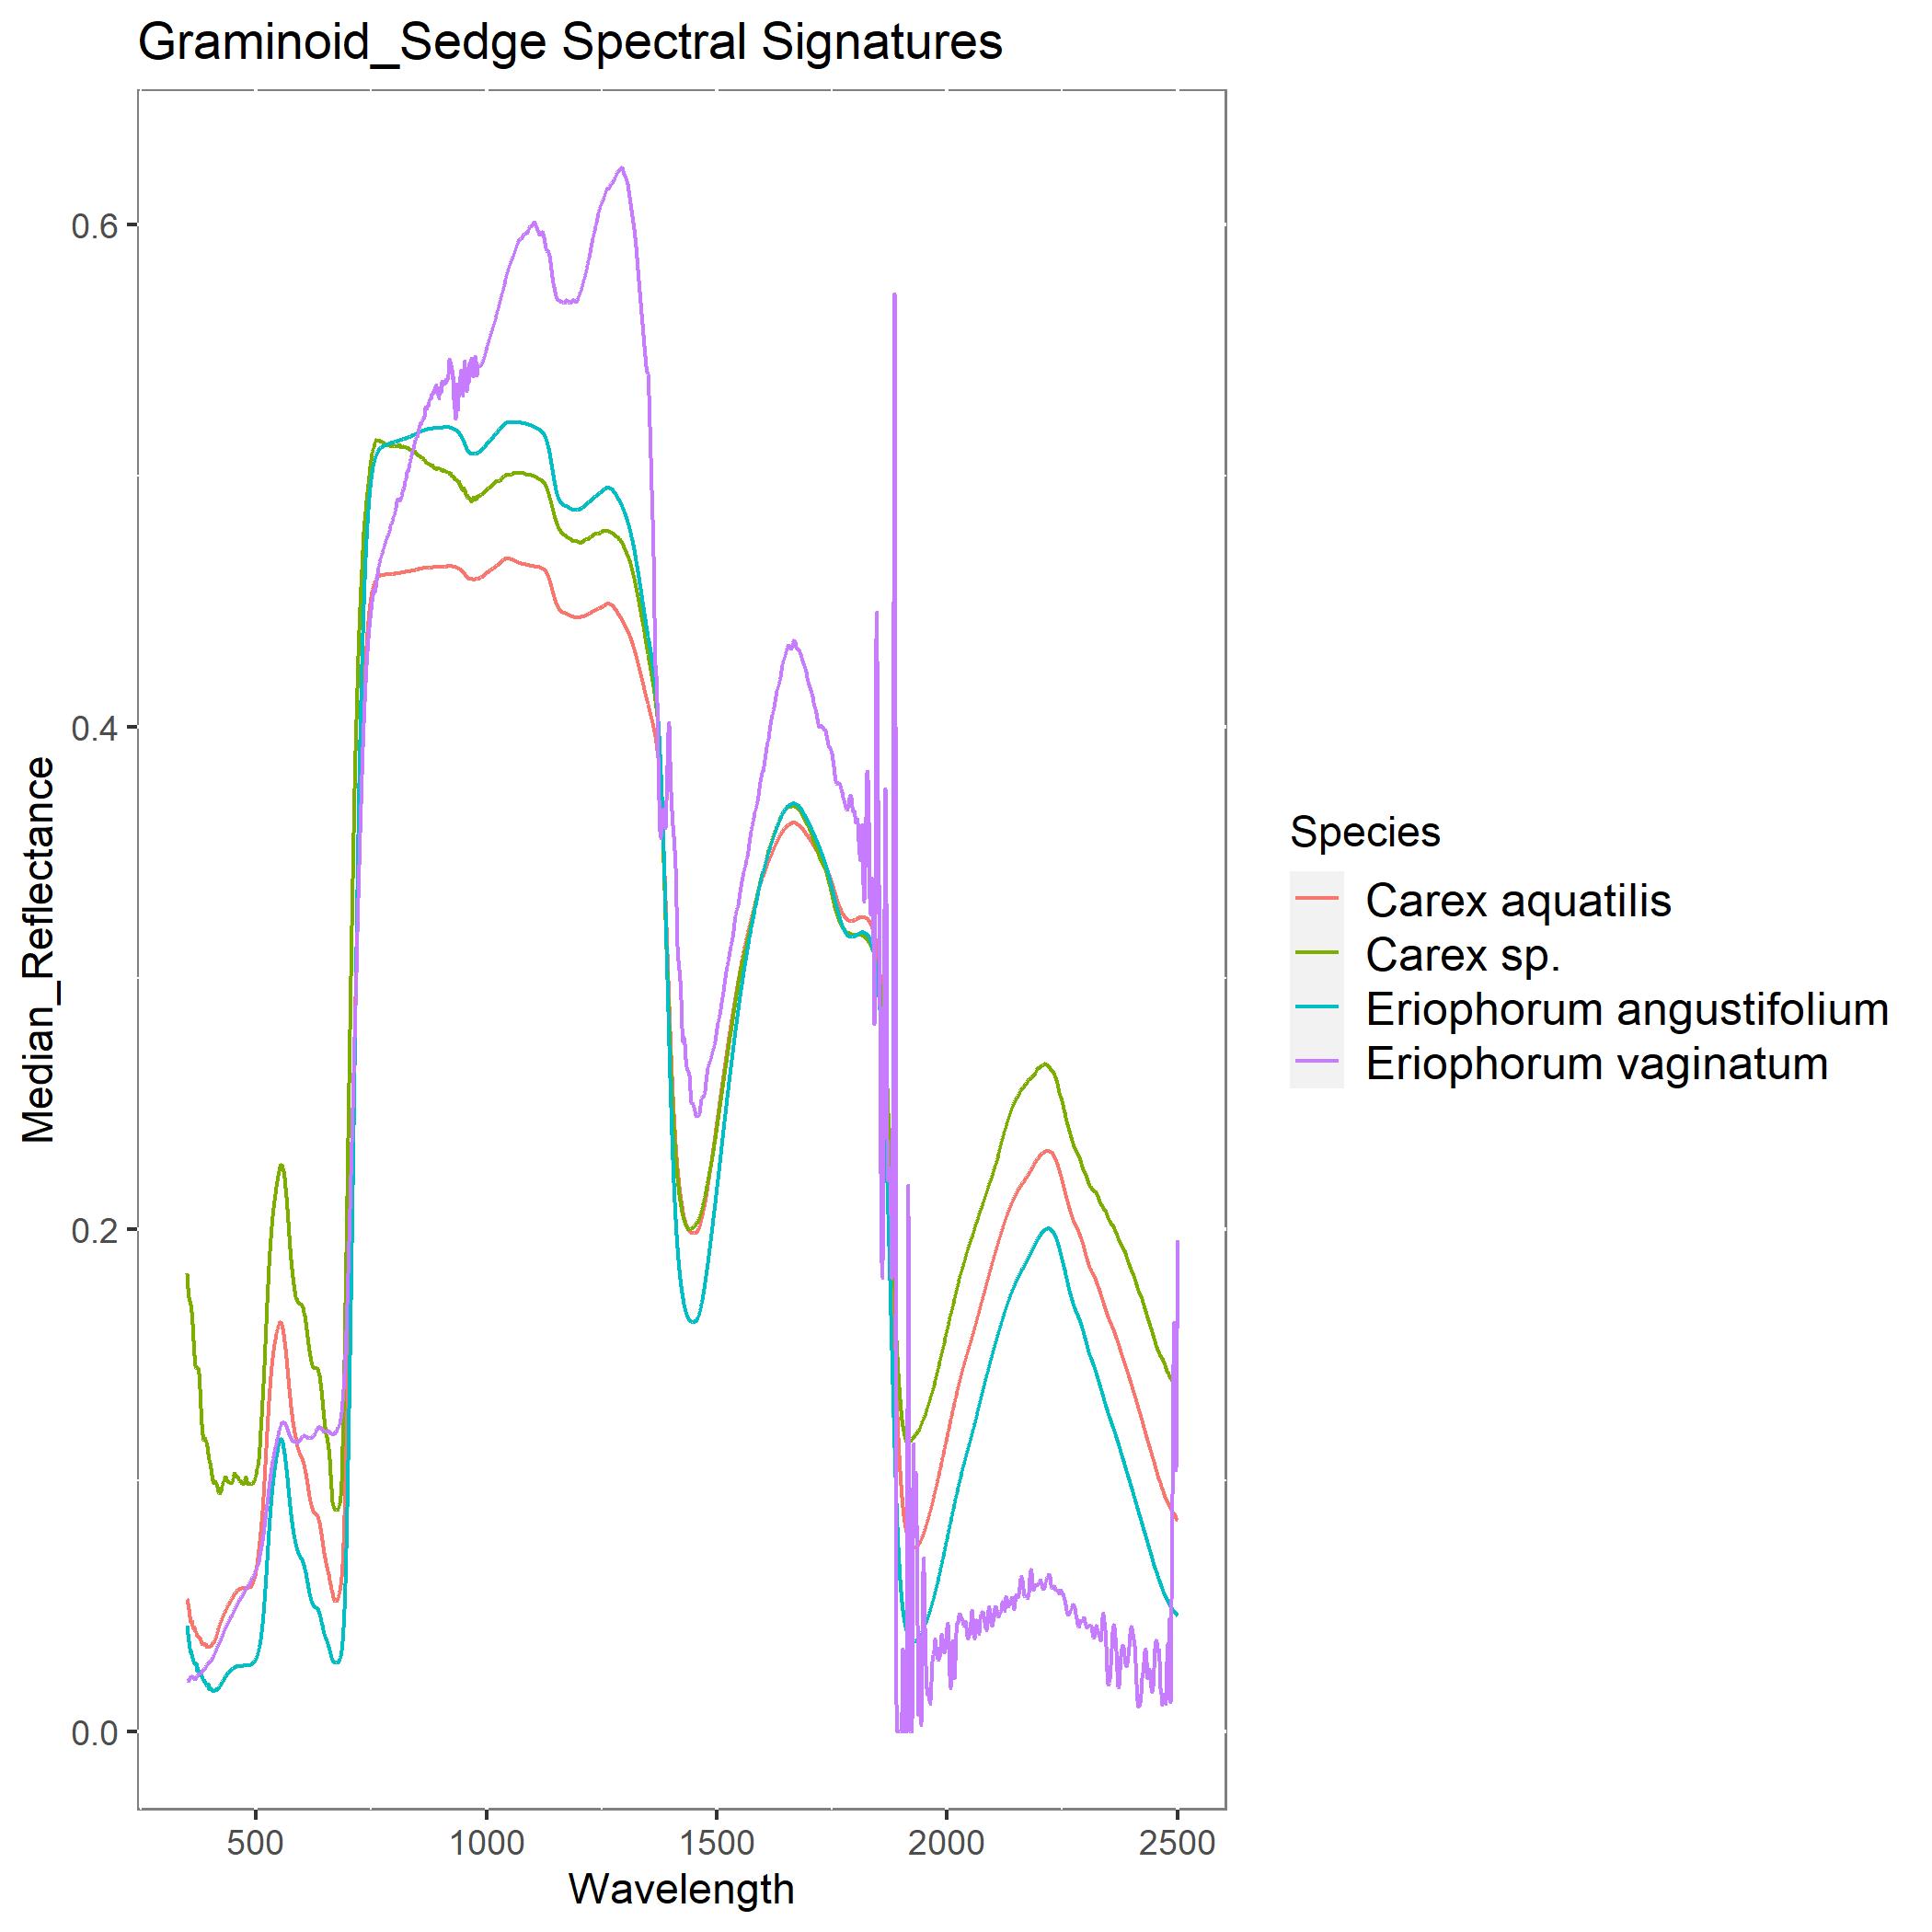 Graminoid_Sedge Spectral Signatures
Median_Reflectance
0.6
0.4
0.2
0.0
500 1000 1500 2000 2500
Wavelength
Species
Carex aquatilis
Carex sp.
Eriophorum angustifolium
Eriophorum vaginatum